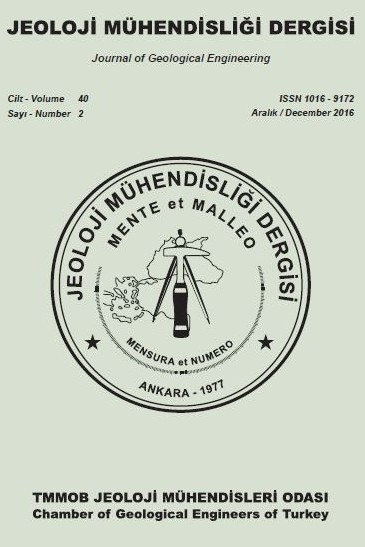 JEOLOJİ MÜHENDİSLİĞİ DERGİSİ
Journal of Geological Engineering
Cilt - Volume 40
ISSN 1016 - 9172
Sayı - Number 2
Aralık / December 2016
JEOLOJİ MÜHENDİSLİĞİ DERGİSİ
MENTE et MALLEO
MENSURA et NUMERO
ANKARA - 1977
TMMOB JEOLOJİ MÜHENDİSLERİ ODASI
Chamber of Geological Engineers of Turkey